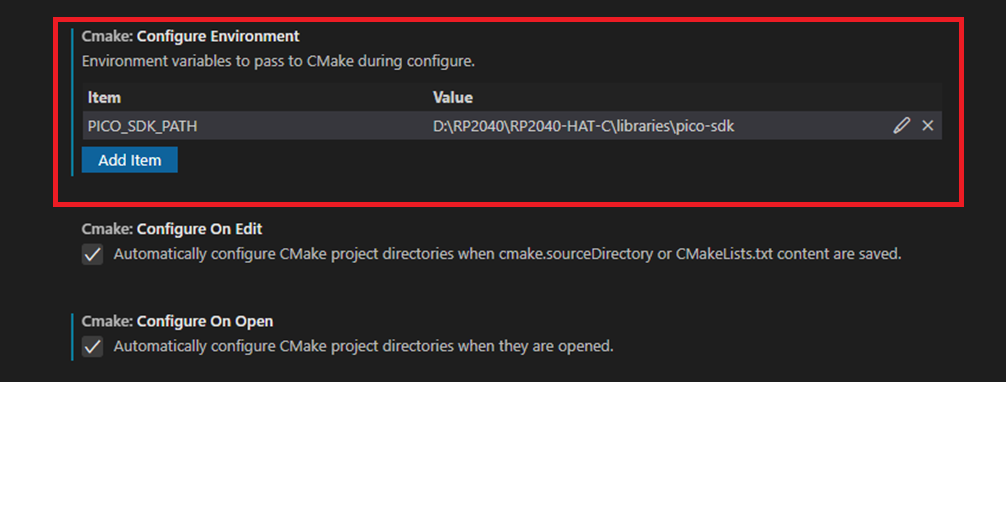 Cmake: Configure Environment
Environment variables to pass to CMake during configure.
Item Value
PICO_SDK_PATH D:\RP2040\RP2040-HAT-C\libraries\pico-sdk
Add Item
Cmake: Configure On Edit
Automatically configure CMake project directories when cmake.sourceDirectory or CMakeLists.txt content are saved.
Cmake: Configure On Open
Automatically configure CMake project directories when they are opened.